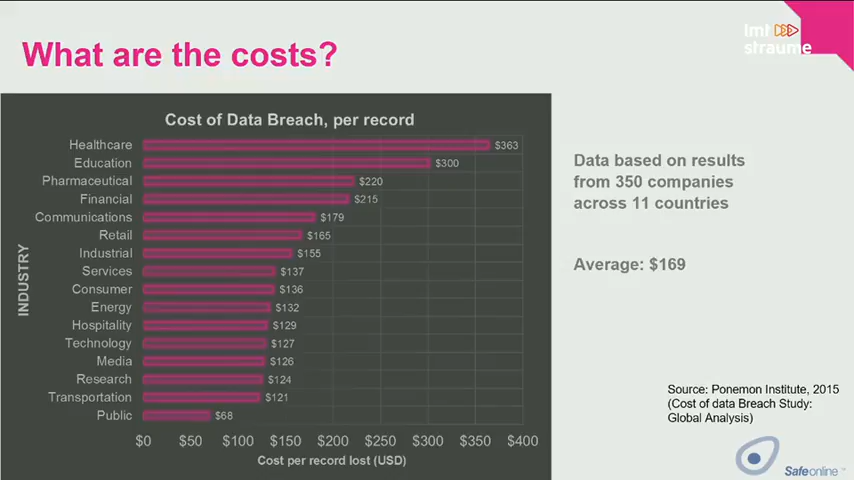 What are the costs?
lmt
straume
Cost of Data Breach, per record
INDUSTRY
Healthcare $363
Education $300
Pharmaceutical $220
Financial $215
Communications $179
Retail $165
Industrial $155
Services $137
Consumer $136
Energy $132
Hospitality $129
Technology $127
Media $126
Research $124
Transportation $121
Public $68
$0 $50 $100 $150 $200 $250 $300 $350 $400
Cost per record lost (USD)
Data based on results
from 350 companies
across 11 countries
Average: $169
Source: Ponemon Institute, 2015
(Cost of data Breach Study:
Global Analysis)
Safeonline™